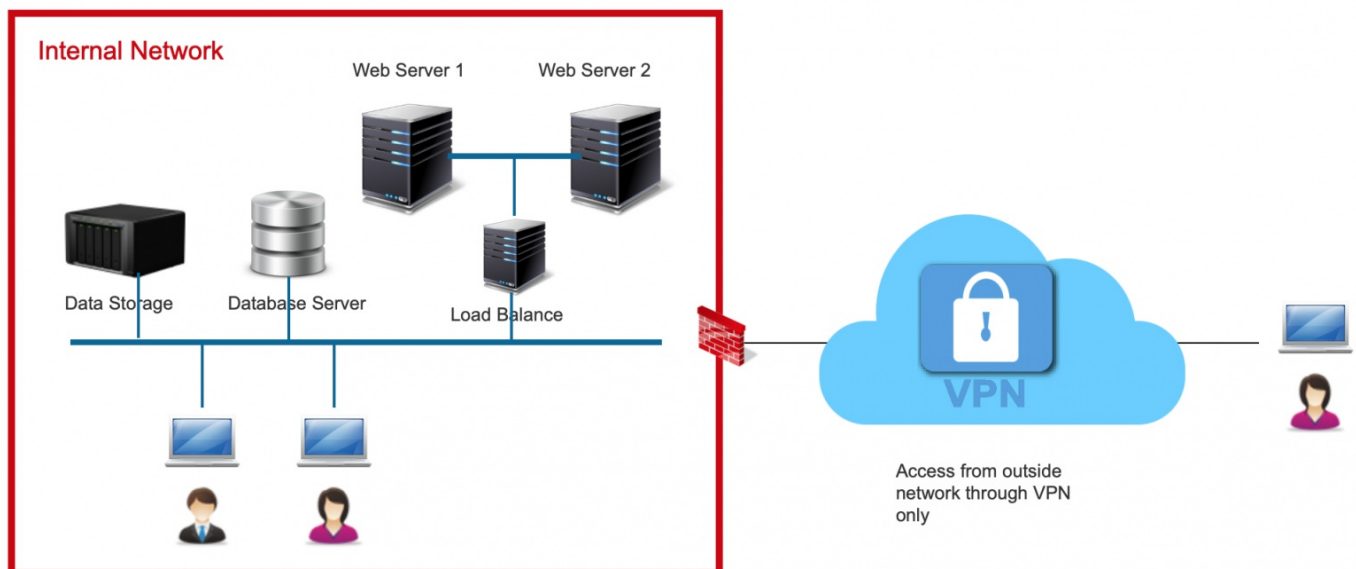 Internal Network
Web Server 1
Web Server 2
Data Storage
Database Server
Load Balance
VPN
Access from outside
network through VPN
only